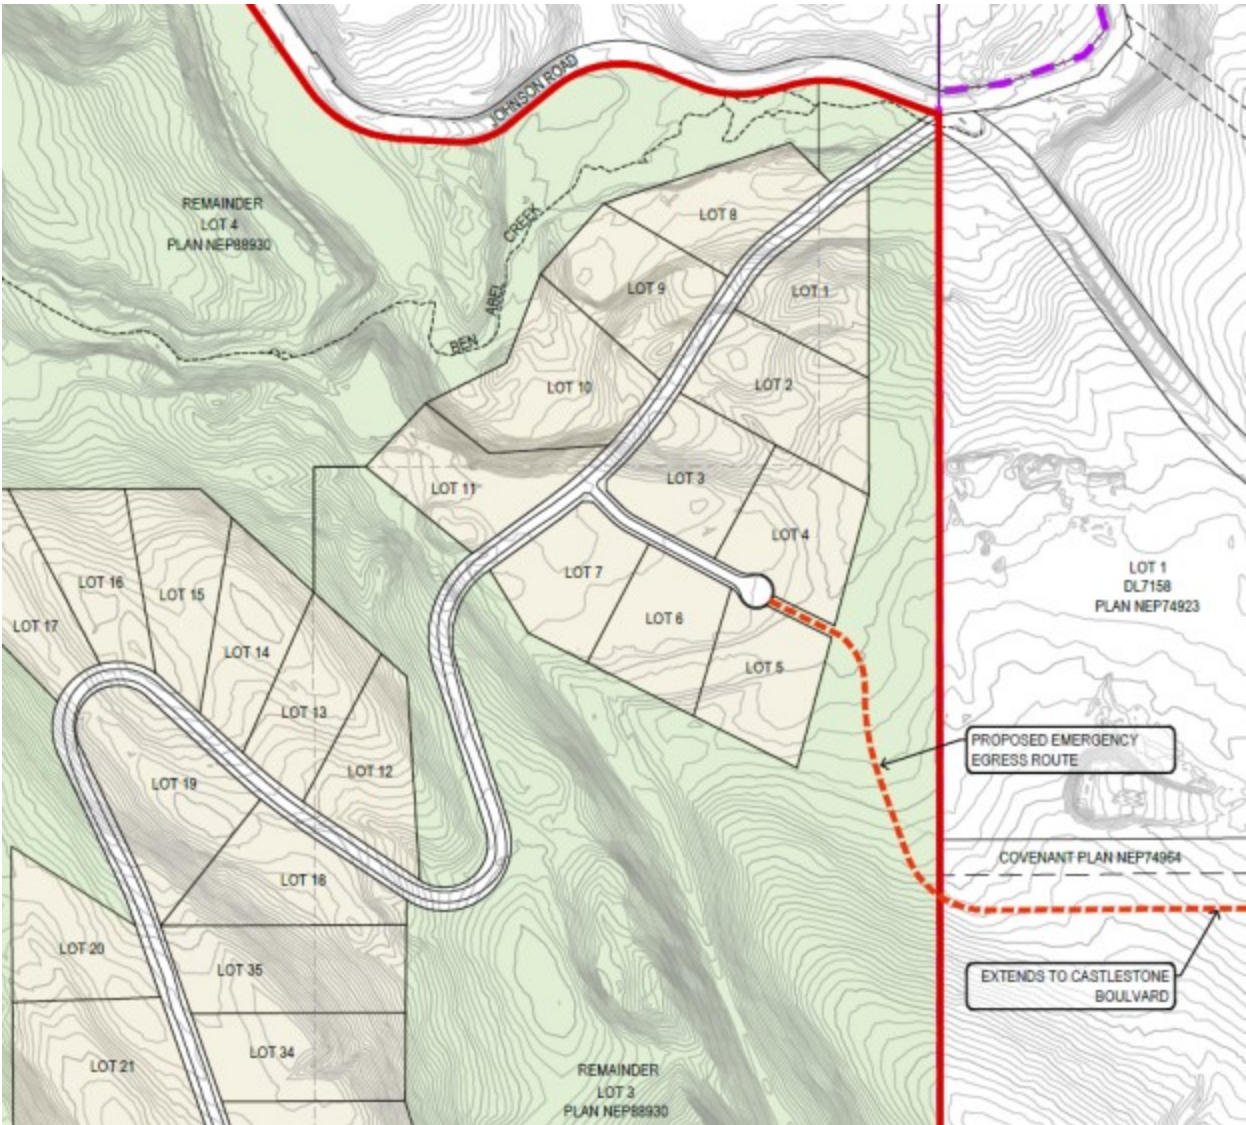 JOHNSON ROAD
REMAINDER
LOT 4
PLAN NEP88930
CREEK
ABEL
BEN
LOT 8
LOT 9
LOT 1
LOT 10
LOT 2
LOT 11
LOT 3
LOT 4
LOT 7
LOT 6
LOT 5
LOT 16
LOT 15
LOT 17
LOT 14
LOT 13
LOT 12
LOT 19
LOT 18
LOT 20
LOT 35
LOT 21
LOT 34
LOT 1
DL7158
PLAN NEP74923
PROPOSED EMERGENCY
EGRESS ROUTE
COVENANT PLAN NEP74964
EXTENDS TO CASTLESTONE
BOULVARD
REMAINDER
LOT 3
PLAN NEP88930